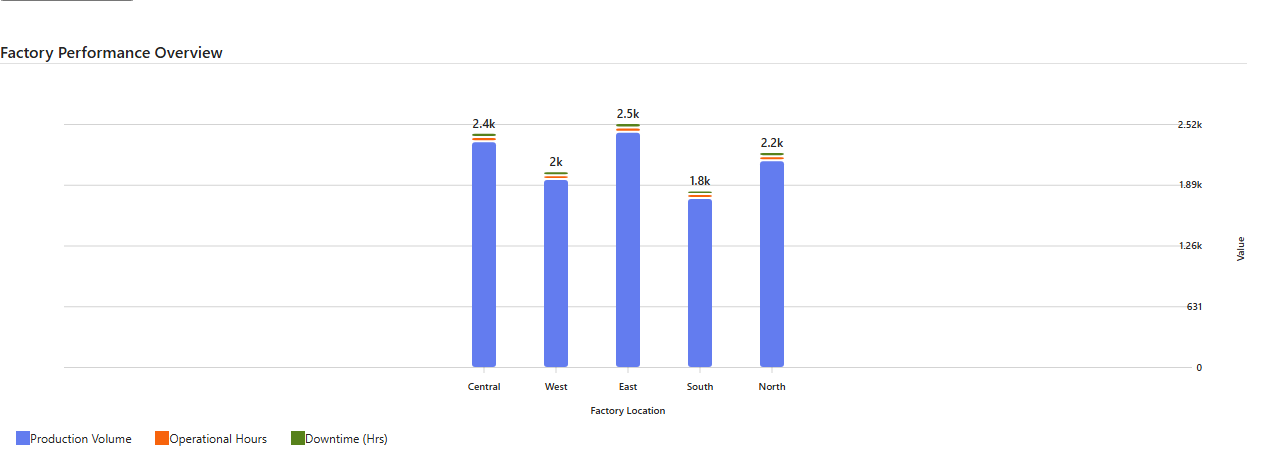 Factory Performance Overview
2.4k
2k
2.5k
1.8k
2.2k
2.52k
1.89k
1.26k
631
0
Value
Central
West
East
South
North
Factory Location
Production Volume
Operational Hours
Downtime (Hrs)